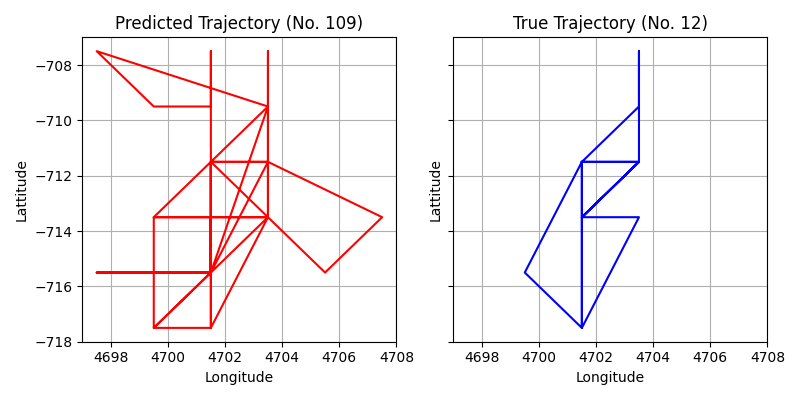 Predicted Trajectory (No. 109)
True Trajectory (No. 12)
−708
−710
−712
−714
−716
−718
Lattitude
Lattitude
4698 4700 4702 4704 4706 4708
4698 4700 4702 4704 4706 4708
Longitude
Longitude